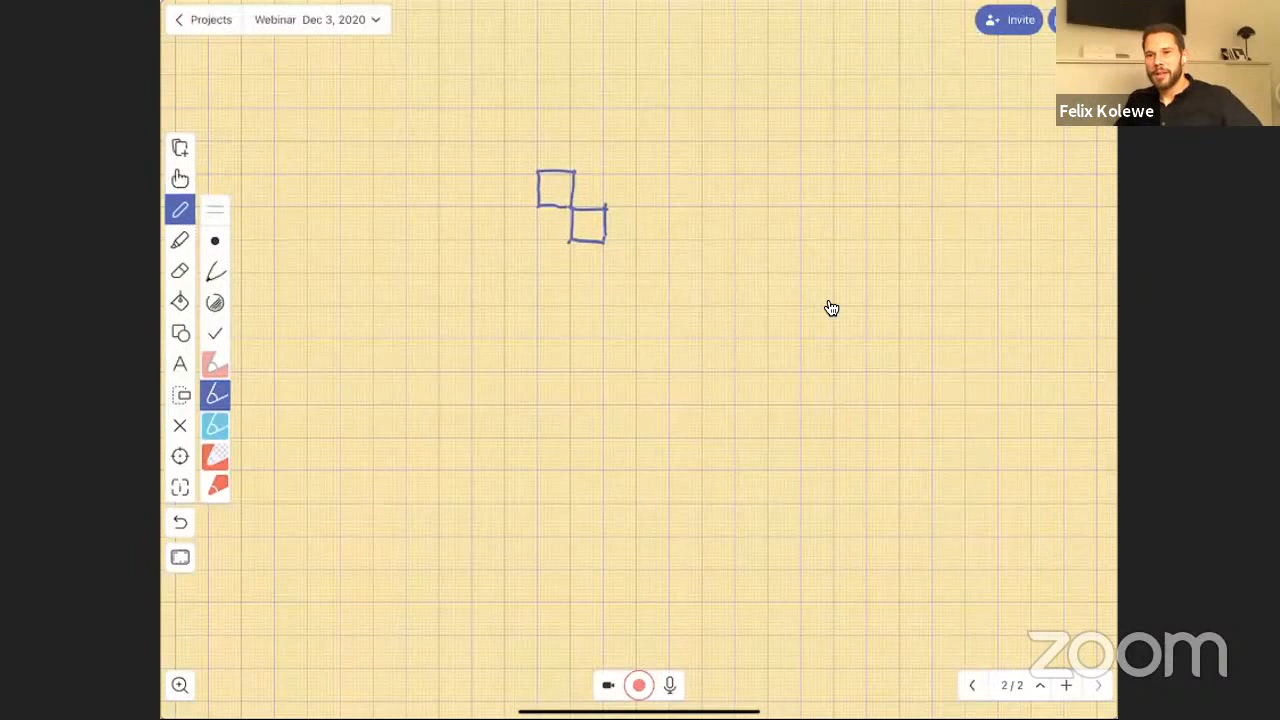 Projects
Webinar Dec 3, 2020
Invite
Felix Kolewe
A
2/2
zoom